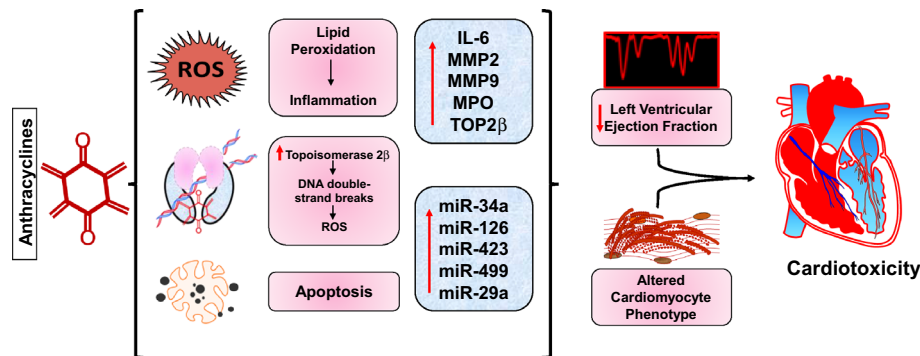 Anthracyclines
O
O
ROS
Lipid
Peroxidation
Inflammation
Topoisomerase 2β
DNA double-
strand breaks
ROS
Apoptosis
IL-6
MMP2
MMP9
MPO
TOP2β
miR-34a
miR-126
miR-423
miR-499
miR-29a
Left Ventricular
Ejection Fraction
Altered
Cardiomyocyte
Phenotype
Cardiotoxicity